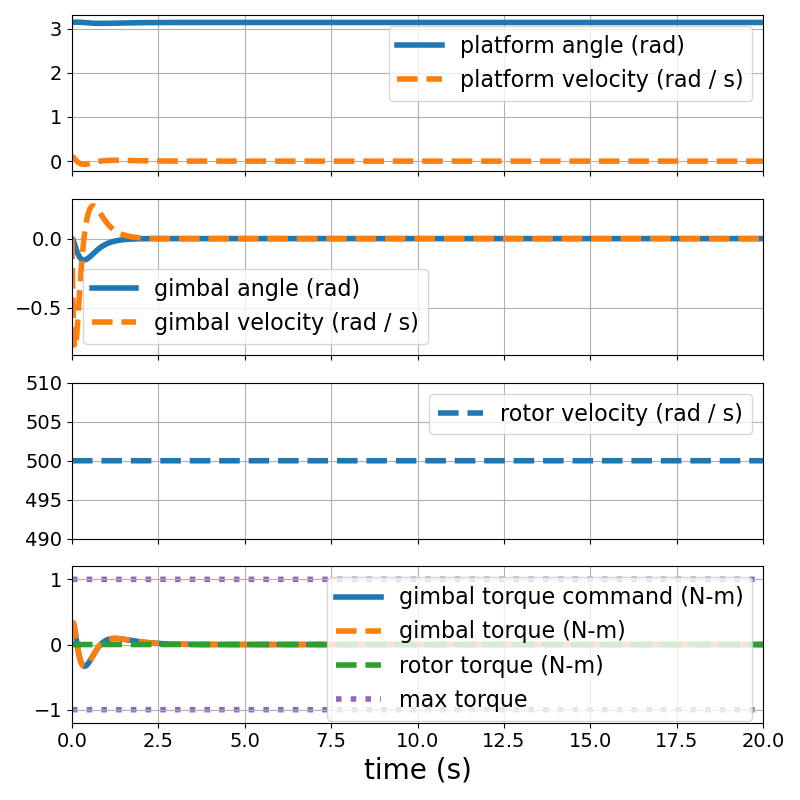 3
platform angle (rad)
2
platform velocity (rad / s)
1
0
0.0
gimbal angle (rad)
−0.5
gimbal velocity (rad / s)
510
rotor velocity (rad / s)
505
500
495
490
1
gimbal torque command (N-m)
gimbal torque (N-m)
0
rotor torque (N-m)
max torque
−1
0.0 2.5 5.0 7.5 10.0 12.5 15.0 17.5 20.0
time (s)